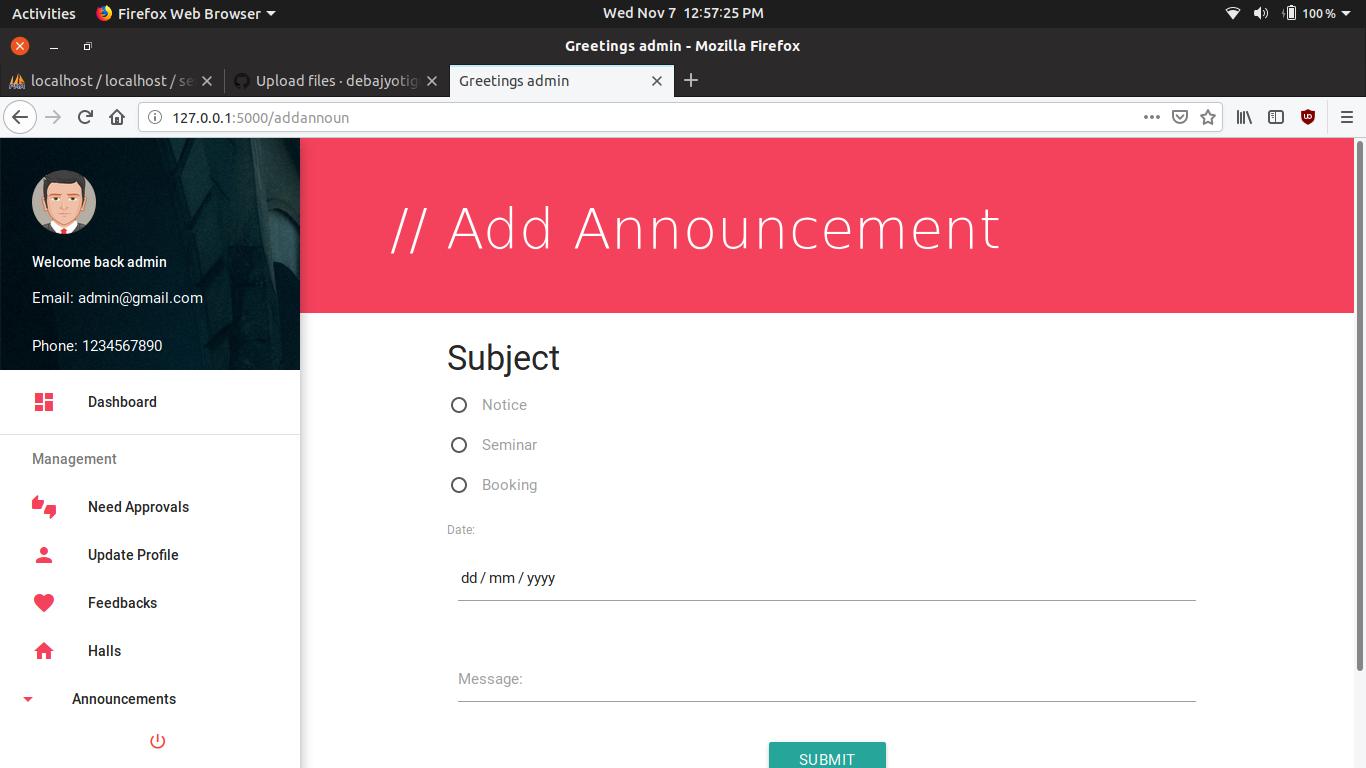 Activities Firefox Web Browser Wed Nov 7 12:57:25 PM 100 %
Greetings admin - Mozilla Firefox
localhost / localhost / se Upload files · debajyotig Greetings admin
127.0.0.1:5000/addannoun
// Add Announcement
Welcome back admin
Email: admin@gmail.com
Phone: 1234567890
Dashboard
Management
Need Approvals
Update Profile
Feedbacks
Halls
Announcements
Subject
Notice
Seminar
Booking
Date:
dd / mm / yyyy
Message:
SUBMIT